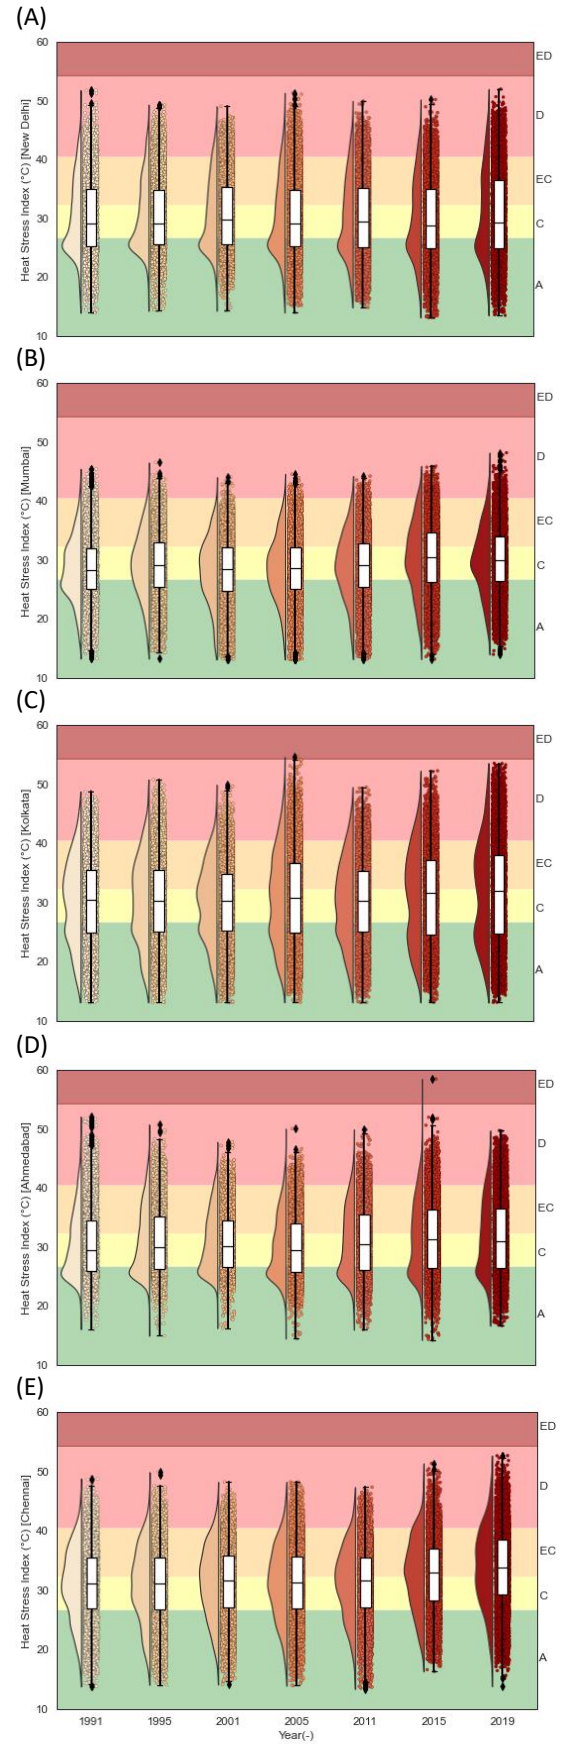 (A)
60
ED
50
D
40
EC
30
C
20
A
10
Heat Stress Index (°C) [New Delhi]
(B)
60
ED
50
D
40
EC
30
C
20
A
10
Heat Stress Index (°C) [Mumbai]
(C)
60
ED
50
D
40
EC
30
C
20
A
10
Heat Stress Index (°C) [Kolkata]
(D)
60
ED
50
D
40
EC
30
C
20
A
10
Heat Stress Index (°C) [Ahmedabad]
(E)
60
ED
50
D
40
EC
30
C
20
A
10
Heat Stress Index (°C) [Chennai]
1991 1995 2001 2005 2011 2015 2019
Year(-)